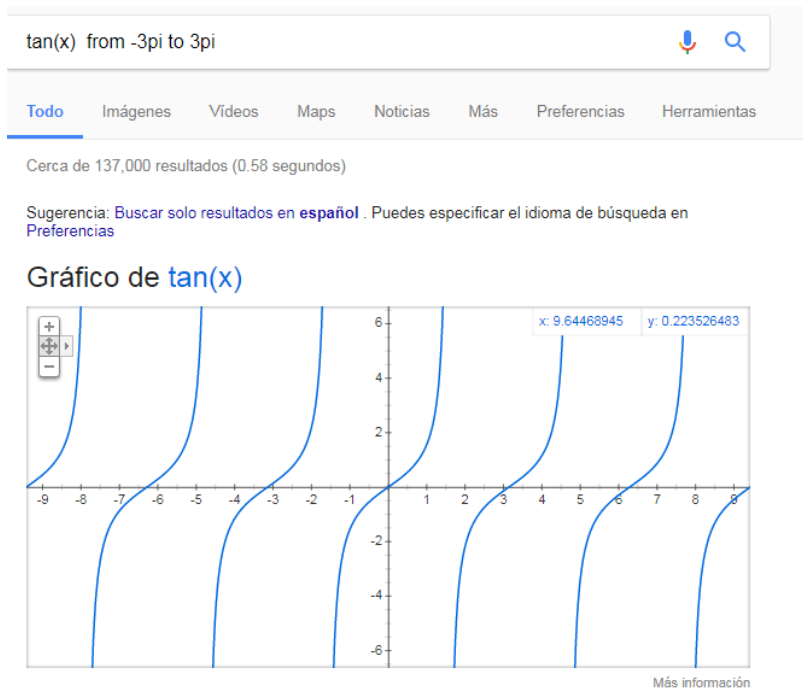 tan(x) from -3pi to 3pi
Todo Imágenes Vídeos Maps Noticias Más Preferencias Herramientas
Cerca de 137,000 resultados (0.58 segundos)
Sugerencia: Buscar solo resultados en español . Puedes especificar el idioma de búsqueda en
Preferencias
Gráfico de tan(x)
x: 9.64468945 y: 0.223526483
6
4
2
-9 -8 -7 -6 -5 -4 -3 -2 -1 1 2 3 4 5 6 7 8 9
-2
-4
-6
Más información